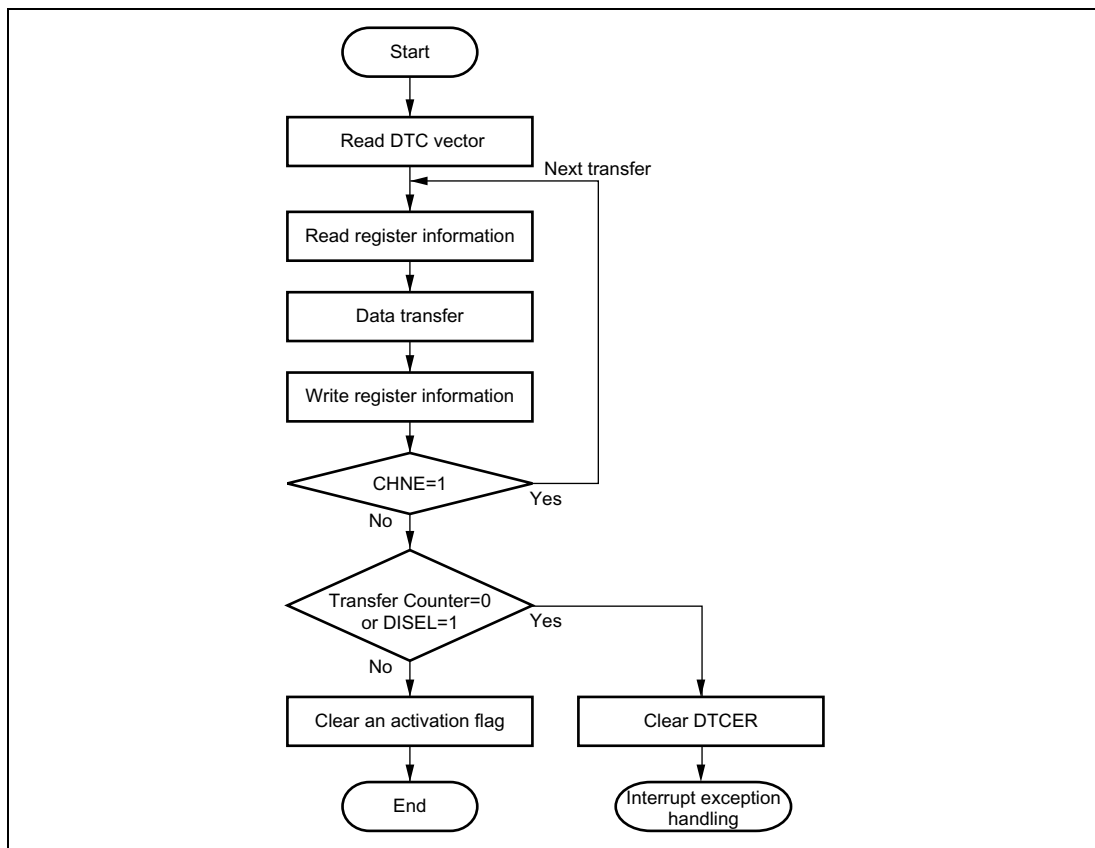 Start
Read DTC vector
Next transfer
Read register information
Data transfer
Write register information
CHNE=1
Yes
No
Transfer Counter=0
or DISEL=1
Yes
No
Clear an activation flag
Clear DTCER
End
Interrupt exception
handling